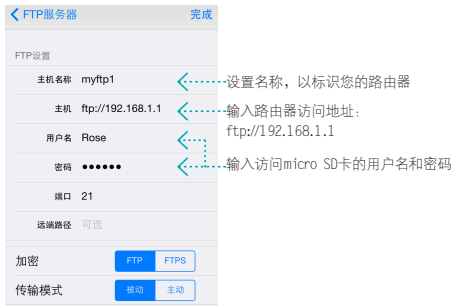 FTP服务器 完成
FTP设置
主机名称 myftp1
设置名称，以标识您的路由器
主机 ftp://192.168.1.1
输入路由器访问地址：
ftp://192.168.1.1
用户名 Rose
密码 ●●●●●●
输入访问micro SD卡的用户名和密码
端口 21
远端路径 可选
加密 FTP FTPS
传输模式 被动 主动